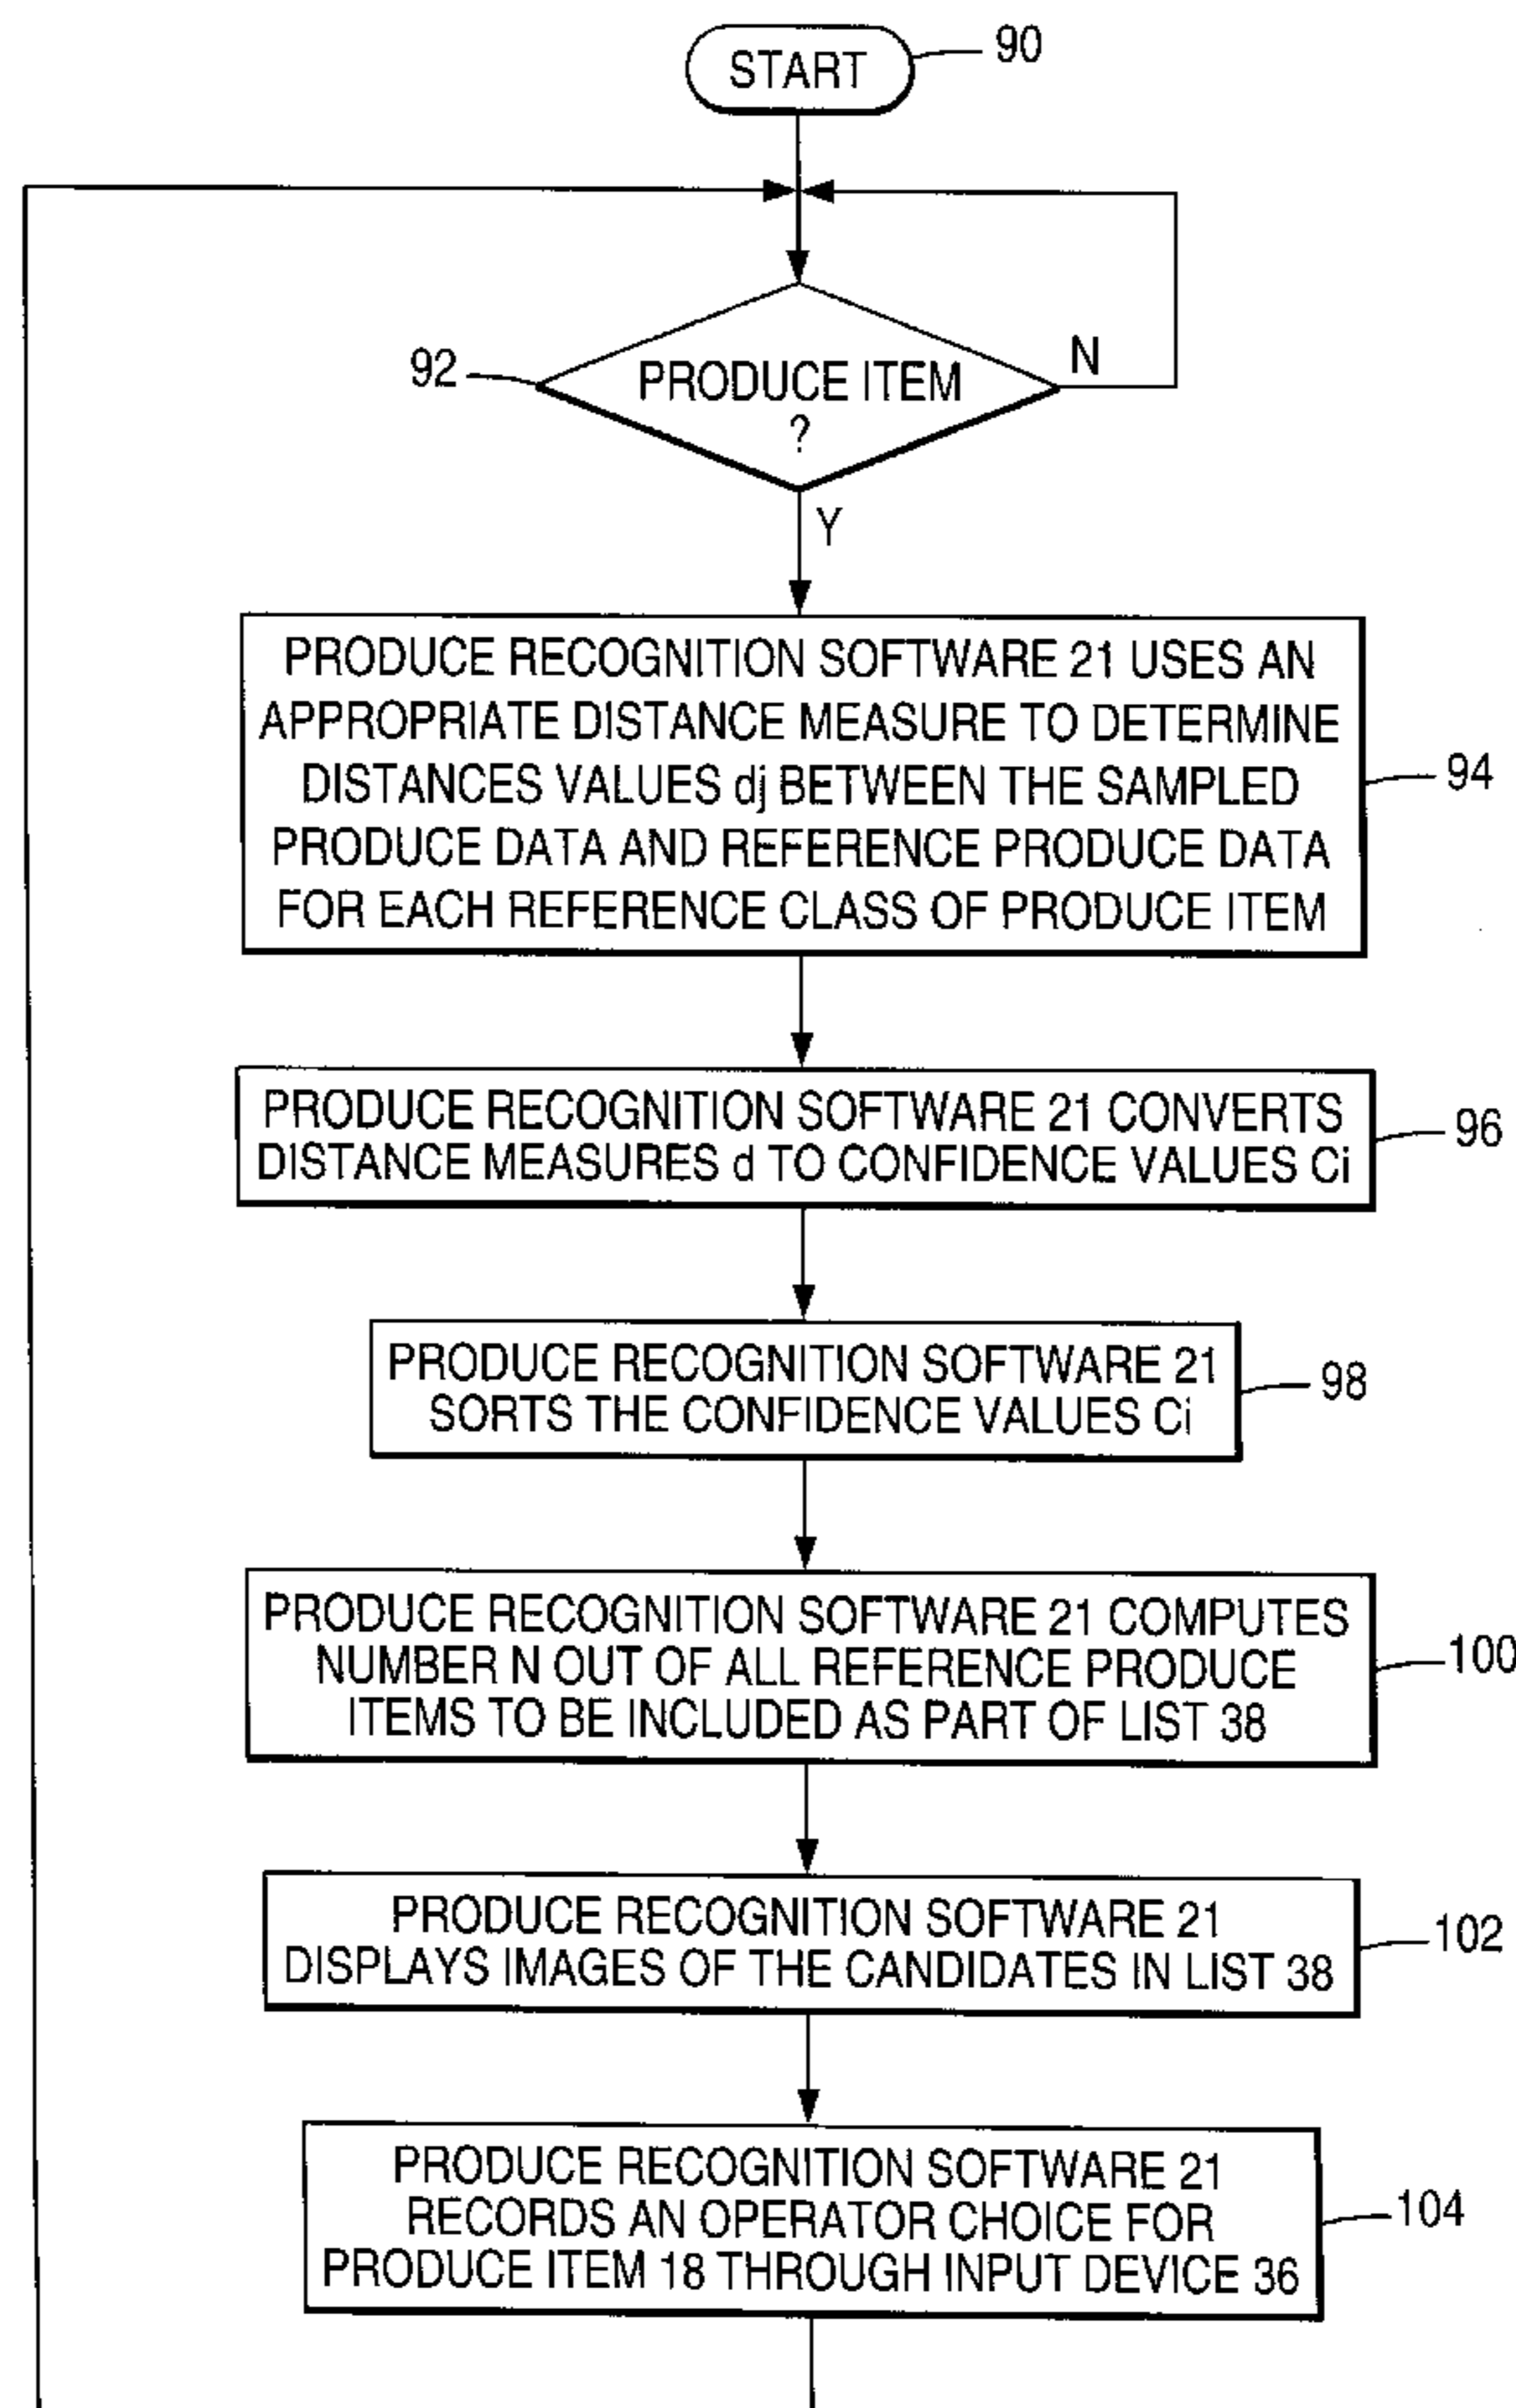 START
90
92
PRODUCE ITEM
?
N
Y
PRODUCE RECOGNITION SOFTWARE 21 USES AN
APPROPRIATE DISTANCE MEASURE TO DETERMINE
DISTANCES VALUES dj BETWEEN THE SAMPLED
PRODUCE DATA AND REFERENCE PRODUCE DATA
FOR EACH REFERENCE CLASS OF PRODUCE ITEM
94
PRODUCE RECOGNITION SOFTWARE 21 CONVERTS
DISTANCE MEASURES d TO CONFIDENCE VALUES Ci
96
PRODUCE RECOGNITION SOFTWARE 21
SORTS THE CONFIDENCE VALUES Ci
98
PRODUCE RECOGNITION SOFTWARE 21 COMPUTES
NUMBER N OUT OF ALL REFERENCE PRODUCE
ITEMS TO BE INCLUDED AS PART OF LIST 38
100
PRODUCE RECOGNITION SOFTWARE 21
DISPLAYS IMAGES OF THE CANDIDATES IN LIST 38
102
PRODUCE RECOGNITION SOFTWARE 21
RECORDS AN OPERATOR CHOICE FOR
PRODUCE ITEM 18 THROUGH INPUT DEVICE 36
104